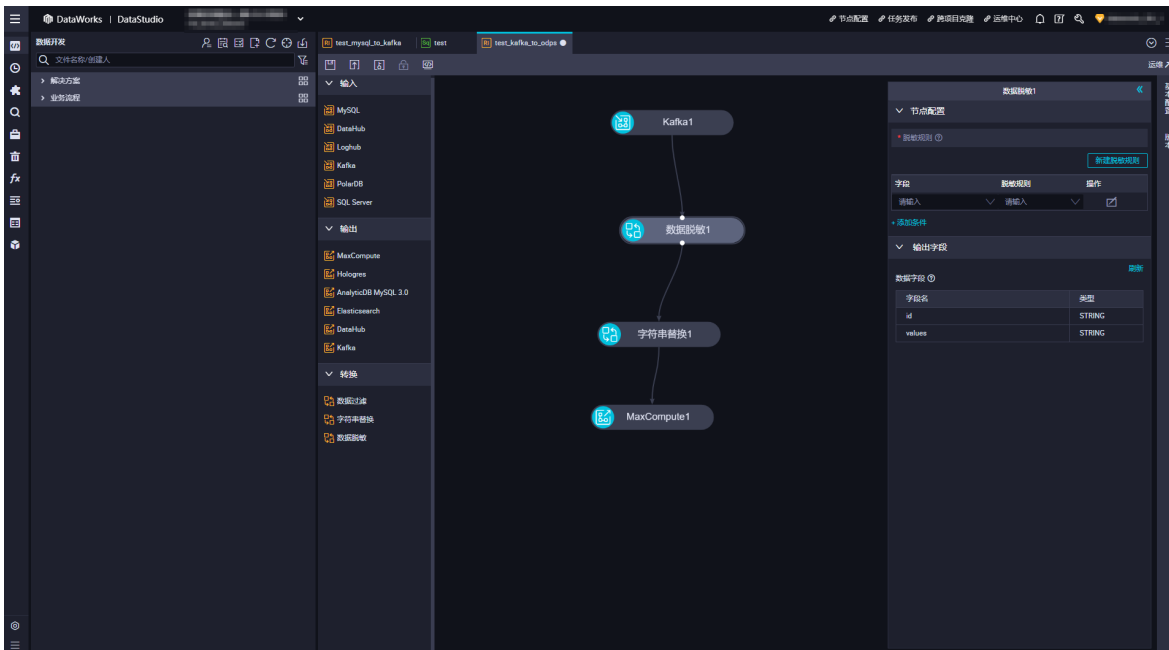 DataWorks | DataStudio
节点配置 任务发布 跨项目克隆 运维中心
数据开发
文件名称/创建人
解决方案
业务流程
Ri test_mysql_to_kafka
Sq test
Ri test_kafka_to_odps
运维
输入
MySQL
DataHub
Loghub
Kafka
PolarDB
SQL Server
输出
MaxCompute
Hologres
AnalyticDB MySQL 3.0
Elasticsearch
DataHub
Kafka
转换
数据过滤
字符串替换
数据脱敏
Kafka1
数据脱敏1
字符串替换1
MaxCompute1
数据脱敏1
节点配置
* 脱敏规则
新建脱敏规则
字段 脱敏规则 操作
请输入 请输入
+ 添加条件
输出字段
刷新
数据字段
字段名 类型
id STRING
values STRING